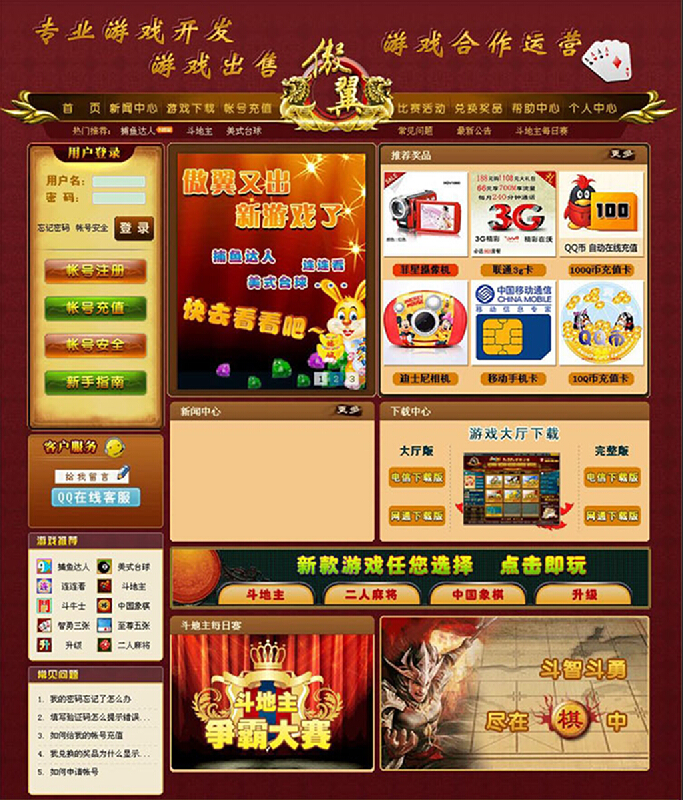 专业游戏开发
游戏出售
傲翼
游戏合作运营
首 页 新闻中心 游戏下载 帐号充值 比赛活动 兑换奖品 帮助中心 个人中心
热门推荐: 捕鱼达人 斗地主 美式台球 常见问题 最新公告 斗地主每日赛
用户登录
用户名:
密 码:
忘记密码 帐号安全 登录
帐号注册
帐号充值
帐号安全
新手指南
客户服务
给我留言
QQ在线客服
游戏推荐
捕鱼达人 美式台球
连连看 斗地主
斗牛士 中国象棋
智勇三张 至尊五张
升级 二人麻将
常见问题
1. 我的密码忘记了怎么办
2. 填写验证码怎么提示错误...
3. 如何给我的帐号充值
4. 我兑换的奖品为什么显示...
5. 如何申请帐号
傲翼又出
新游戏了
捕鱼达人 连连看
美式台球...
快去看看吧
1 2 3
推荐奖品 更多
SALE
3G
100
QQ币 自动在线充值
菲星摄像机 联通3g卡 100Q币充值卡
中国移动通信
CHINA MOBILE
移动信息专家
QQ币
迪士尼相机 移动手机卡 10Q币充值卡
新闻中心 更多
下载中心
游戏大厅下载
大厅版 完整版
电信下载版 电信下载版
网通下载版 网通下载版
新款游戏任您选择 点击即玩
斗地主 二人麻将 中国象棋 升级
斗地主每日赛
斗地主
争霸大赛
斗智斗勇
尽在 棋 中